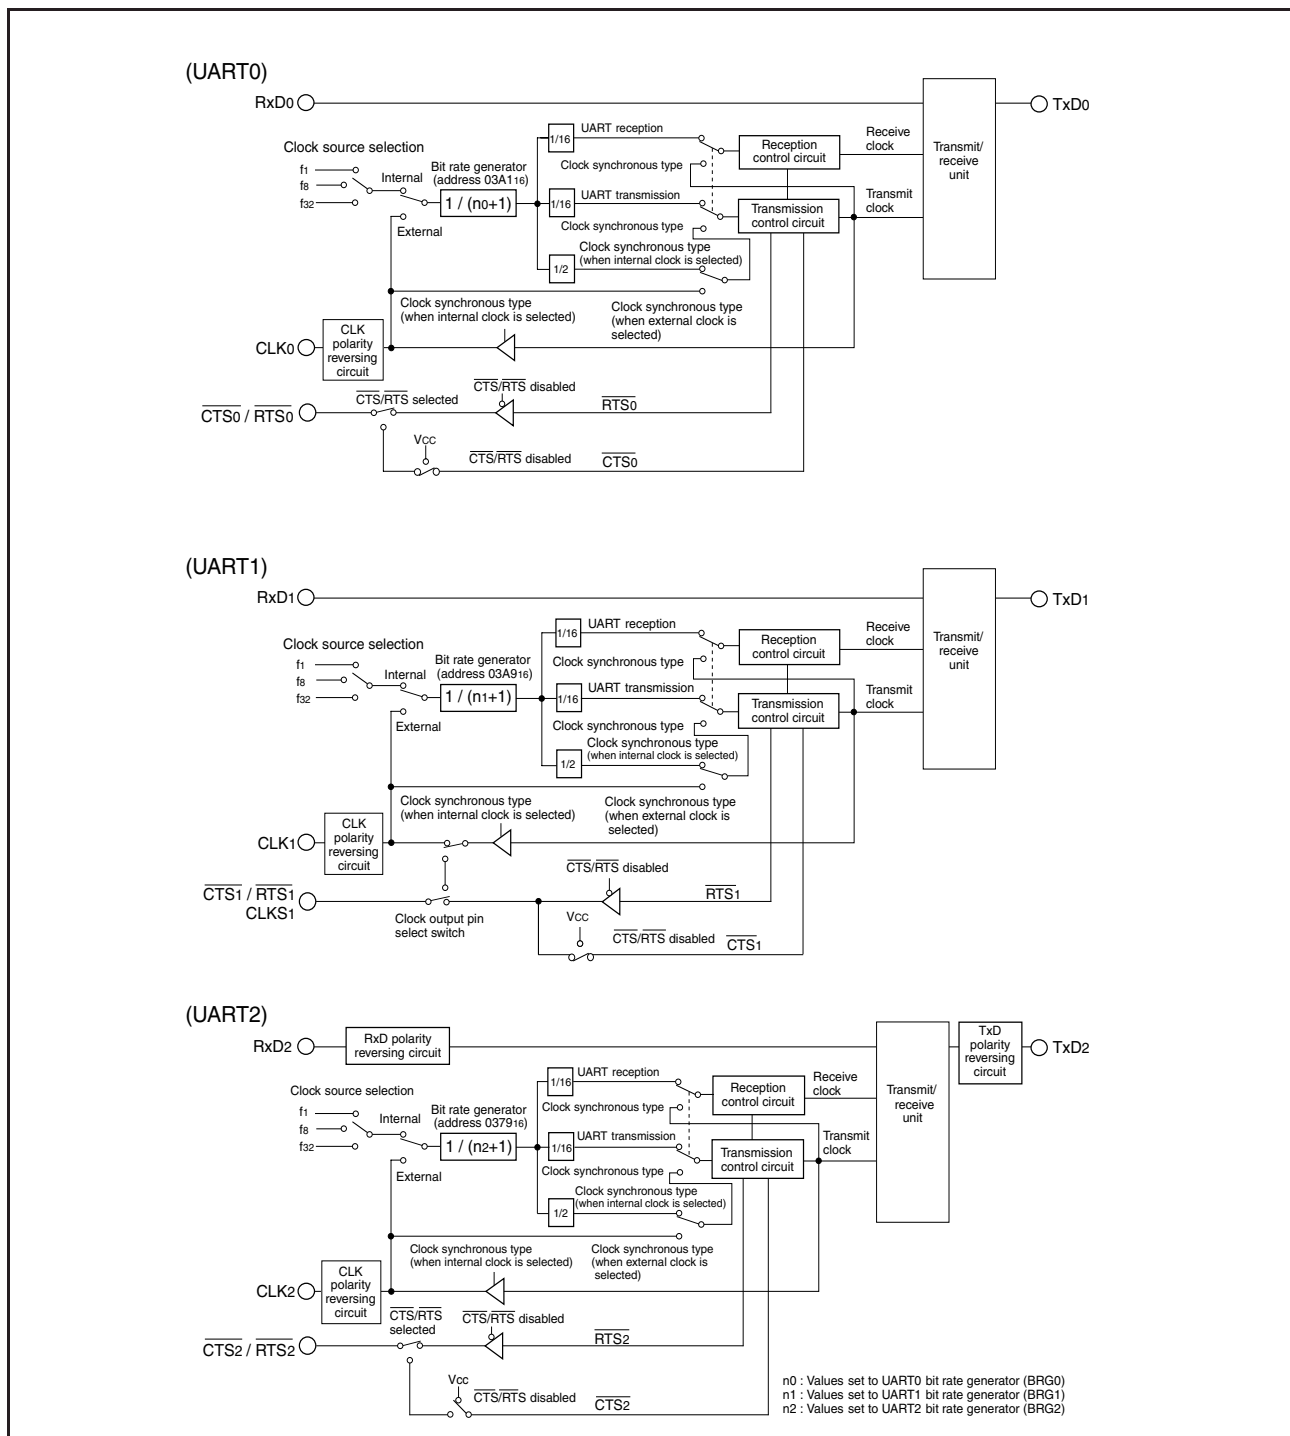 (UART0)
RxD0
TxD0
Clock source selection
f1
f8
f32
Internal
External
Bit rate generator
(address 03A116)
1 / (n0+1)
1/16
UART reception
Clock synchronous type
1/16
UART transmission
Clock synchronous type
1/2
Clock synchronous type
(when internal clock is selected)
Reception
control circuit
Transmission
control circuit
Receive
clock
Transmit
clock
Transmit/
receive
unit
Clock synchronous type
(when internal clock is selected)
Clock synchronous type
(when external clock is
selected)
CLK0
CLK
polarity
reversing
circuit
CTS0 / RTS0
CTS/RTS selected
CTS/RTS disabled
RTS0
Vcc
CTS/RTS disabled
CTS0
(UART1)
RxD1
TxD1
Clock source selection
f1
f8
f32
Internal
External
Bit rate generator
(address 03A916)
1 / (n1+1)
1/16
UART reception
Clock synchronous type
1/16
UART transmission
Clock synchronous type
1/2
Clock synchronous type
(when internal clock is selected)
Reception
control circuit
Transmission
control circuit
Receive
clock
Transmit
clock
Transmit/
receive
unit
Clock synchronous type
(when internal clock is selected)
Clock synchronous type
(when external clock is
selected)
CLK1
CLK
polarity
reversing
circuit
CTS1 / RTS1
CLKS1
Clock output pin
select switch
CTS/RTS disabled
RTS1
VCC
CTS/RTS disabled
CTS1
(UART2)
RxD2
RxD polarity
reversing circuit
TxD
polarity
reversing
circuit
TxD2
Clock source selection
f1
f8
f32
Internal
External
Bit rate generator
(address 037916)
1 / (n2+1)
1/16
UART reception
Clock synchronous type
1/16
UART transmission
Clock synchronous type
1/2
Clock synchronous type
(when internal clock is selected)
Reception
control circuit
Transmission
control circuit
Receive
clock
Transmit
clock
Transmit/
receive
unit
Clock synchronous type
(when internal clock is selected)
Clock synchronous type
(when external clock is
selected)
CLK2
CLK
polarity
reversing
circuit
CTS2 / RTS2
CTS/RTS
selected
CTS/RTS disabled
RTS2
Vcc
CTS/RTS disabled
CTS2
n0 : Values set to UART0 bit rate generator (BRG0)
n1 : Values set to UART1 bit rate generator (BRG1)
n2 : Values set to UART2 bit rate generator (BRG2)